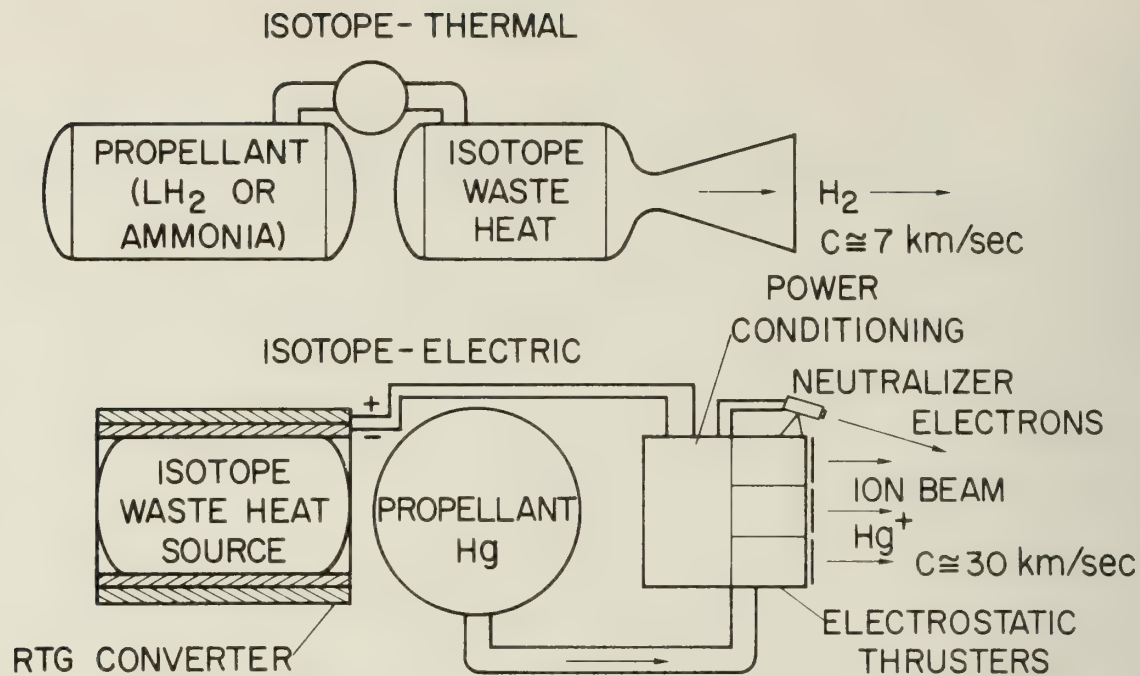 ISOTOPE-THERMAL
PROPELLANT
(LH2 OR
AMMONIA)
ISOTOPE
WASTE
HEAT
H2
C≅7 km/sec
ISOTOPE-ELECTRIC
POWER
CONDITIONING
NEUTRALIZER
ELECTRONS
+
-
ISOTOPE
WASTE HEAT
SOURCE
PROPELLANT
Hg
ION BEAM
Hg+
C≅30 km/sec
RTG CONVERTER
ELECTROSTATIC
THRUSTERS